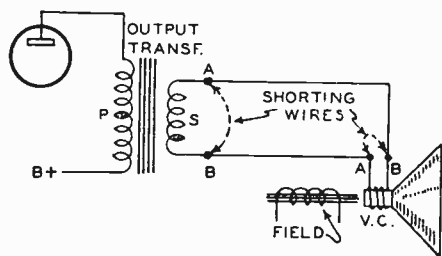 OUTPUT
TRANSF.
A
P
S
SHORTING
WIRES
B+
B
A
B
V.C.
FIELD